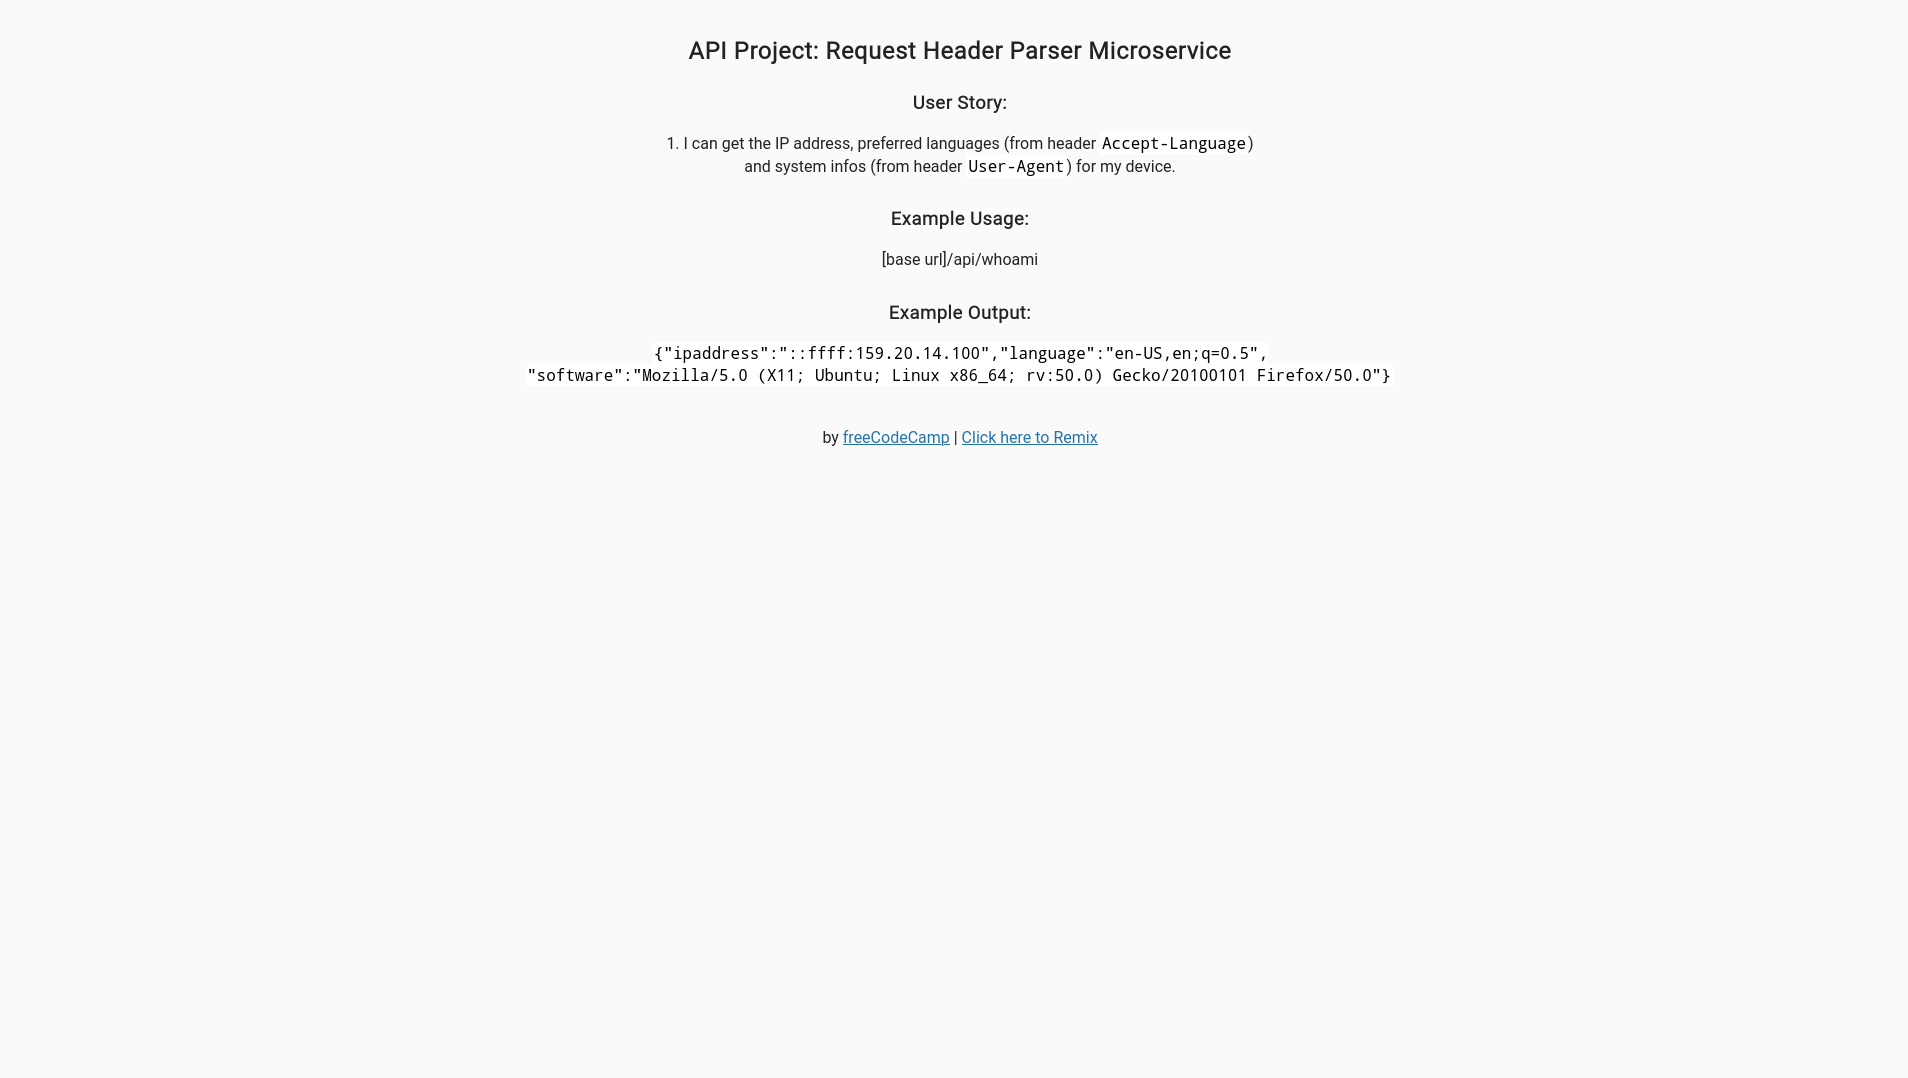 API Project: Request Header Parser Microservice
User Story:
1. I can get the IP address, preferred languages (from header Accept-Language)
and system infos (from header User-Agent) for my device.
Example Usage:
[base url]/api/whoami
Example Output:
{"ipaddress":"::ffff:159.20.14.100","language":"en-US,en;q=0.5",
"software":"Mozilla/5.0 (X11; Ubuntu; Linux x86_64; rv:50.0) Gecko/20100101 Firefox/50.0"}
by freeCodeCamp | Click here to Remix